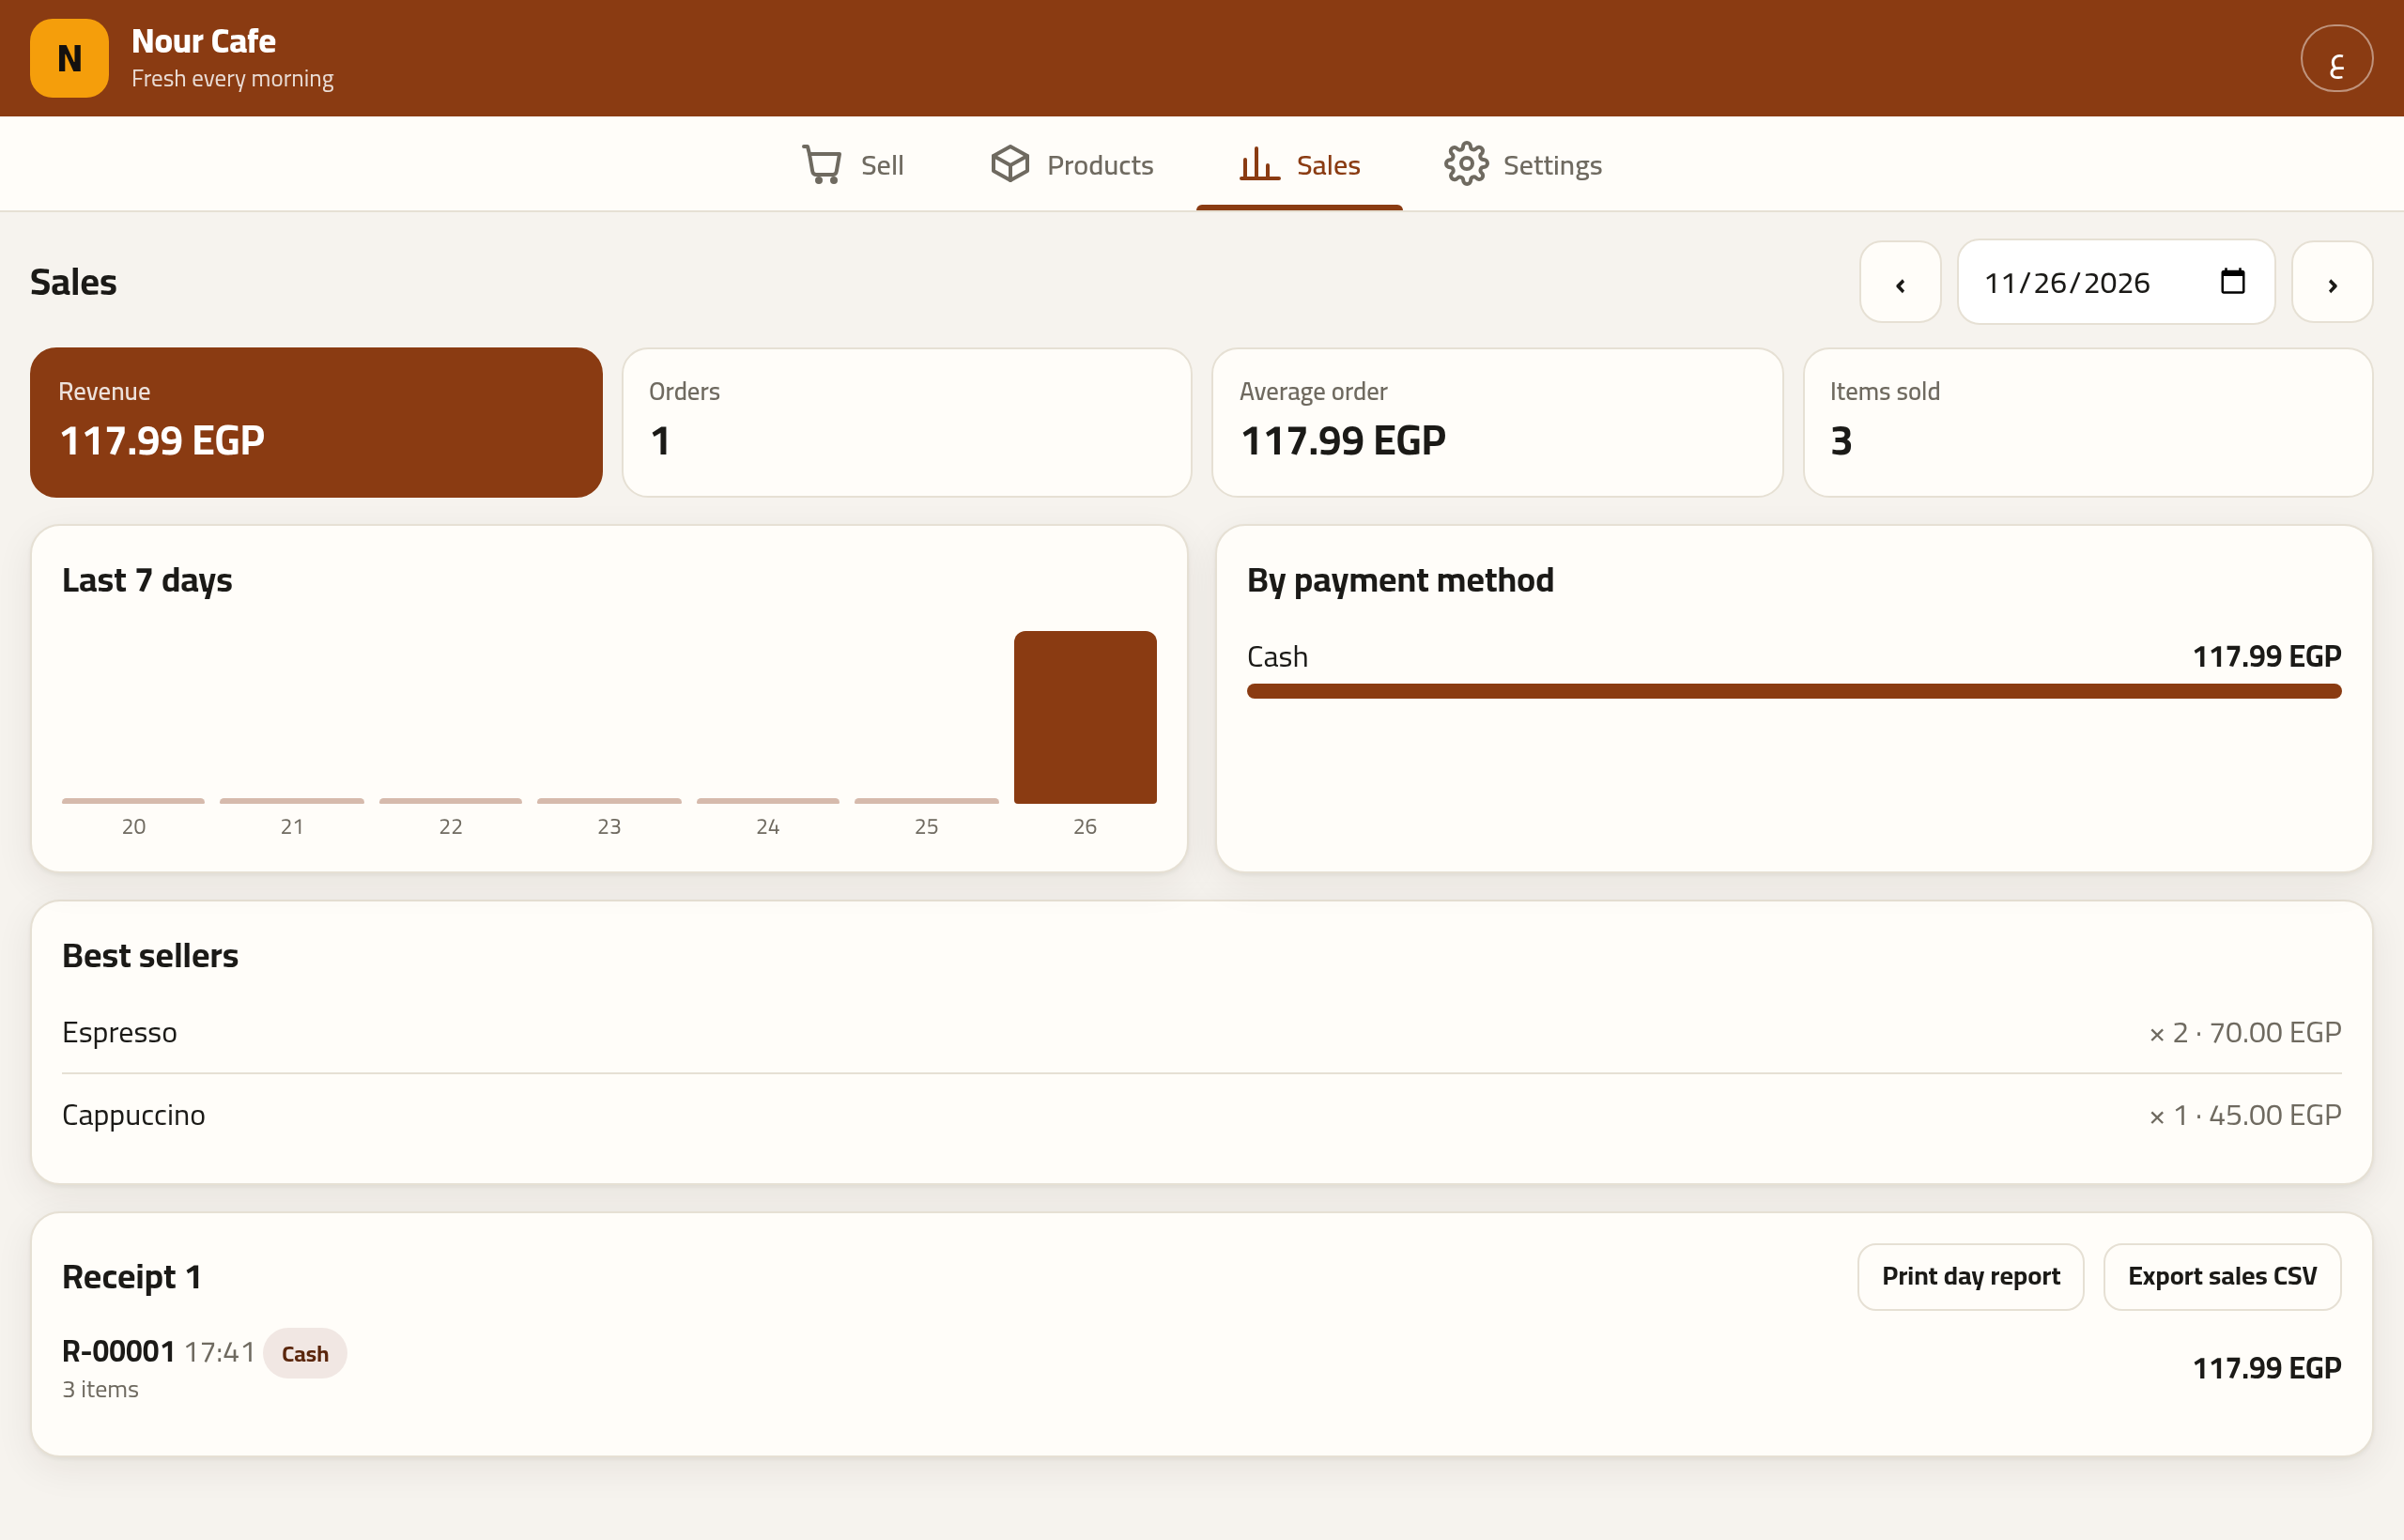 N
Nour Cafe
Fresh every morning
ع
Sell
Products
Sales
Settings
Sales
‹
11/26/2026
›
Revenue
117.99 EGP
Orders
1
Average order
117.99 EGP
Items sold
3
Last 7 days
20 21 22 23 24 25 26
By payment method
Cash 117.99 EGP
Best sellers
Espresso × 2 · 70.00 EGP
Cappuccino × 1 · 45.00 EGP
Receipt 1
Print day report
Export sales CSV
R-00001 17:41 Cash
3 items
117.99 EGP